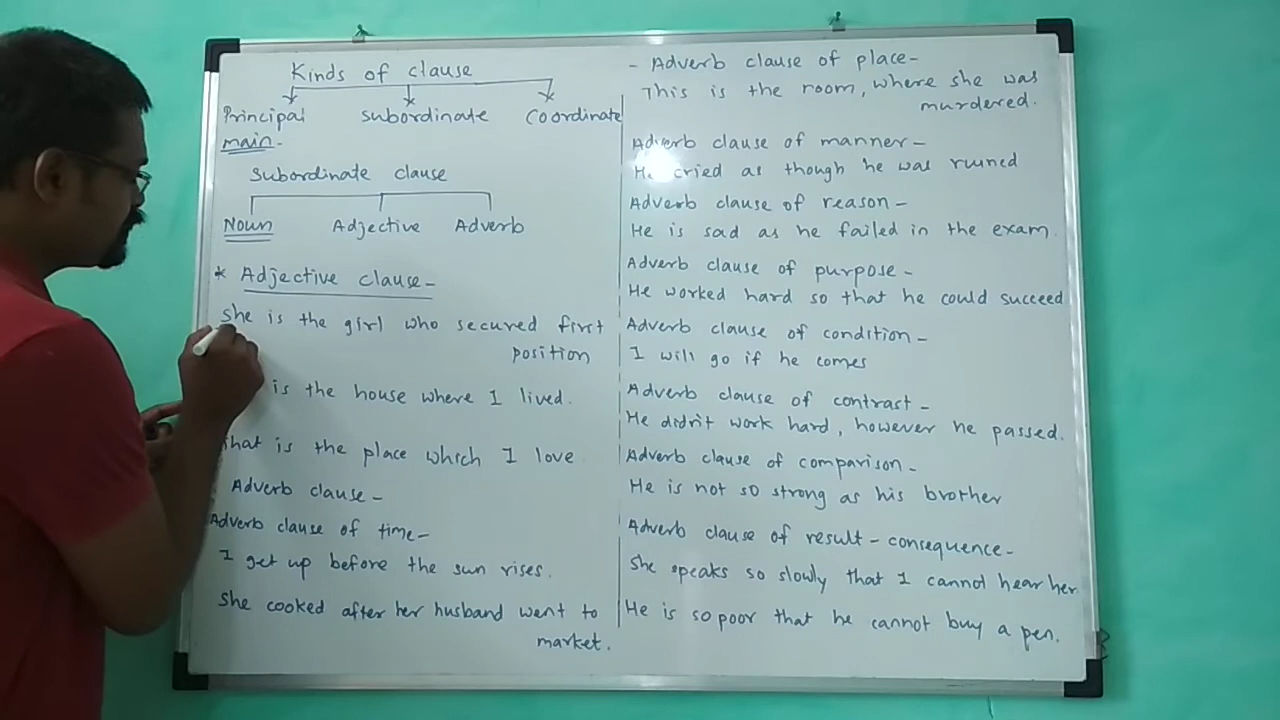 Kinds of clause
Principal subordinate Coordinate
main-
Subordinate clause
Noun Adjective Adverb
* Adjective clause-
She is the girl who secured first
position
is the house where I lived.
That is the place which I love
Adverb clause-
Adverb clause of time-
I get up before the sun rises.
She cooked after her husband went to
market.
- Adverb clause of place-
This is the room, where she was
murdered.
Adverb clause of manner-
He cried as though he was ruined
Adverb clause of reason-
He is sad as he failed in the exam.
Adverb clause of purpose-
He worked hard so that he could succeed
Adverb clause of condition-
I will go if he comes
Adverb clause of contrast-
He didn't work hard, however he passed.
Adverb clause of comparison-
He is not so strong as his brother
Adverb clause of result-consequence-
She speaks so slowly that I cannot hear her
He is so poor that he cannot buy a pen.